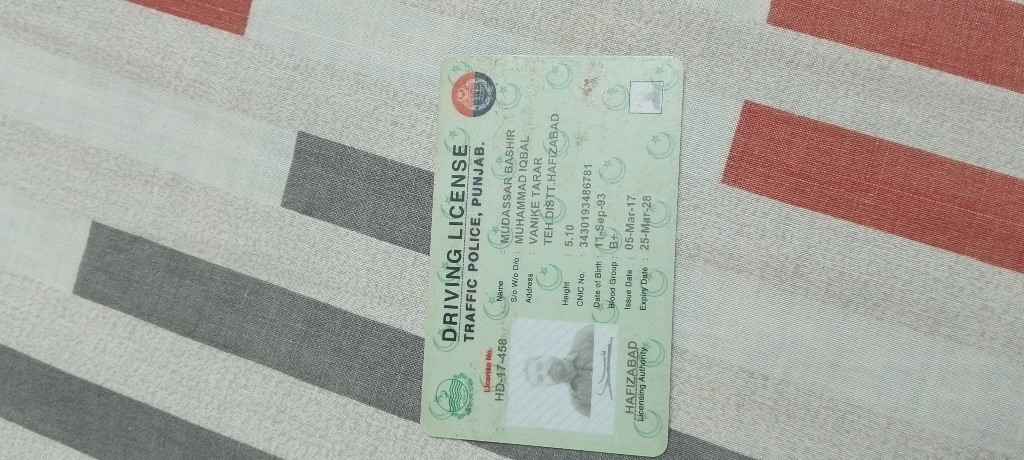 DRIVING LICENSE
TRAFFIC POLICE, PUNJAB.
License No.
HD-17-458
Name : MUDASSAR BASHIR
S/o W/o D/o : MUHAMMAD IQBAL
Address : VANIKE TARAR
TEH.DISTT.HAFIZABAD
Height : 5.10
CNIC No. : 3430193486781
Date of Birth : 11-Sep-93
Blood Group : B+
Issue Date : 05-Mar-17
Expiry Date : 25-Mar-28
HAFIZABAD
Licensing Authority